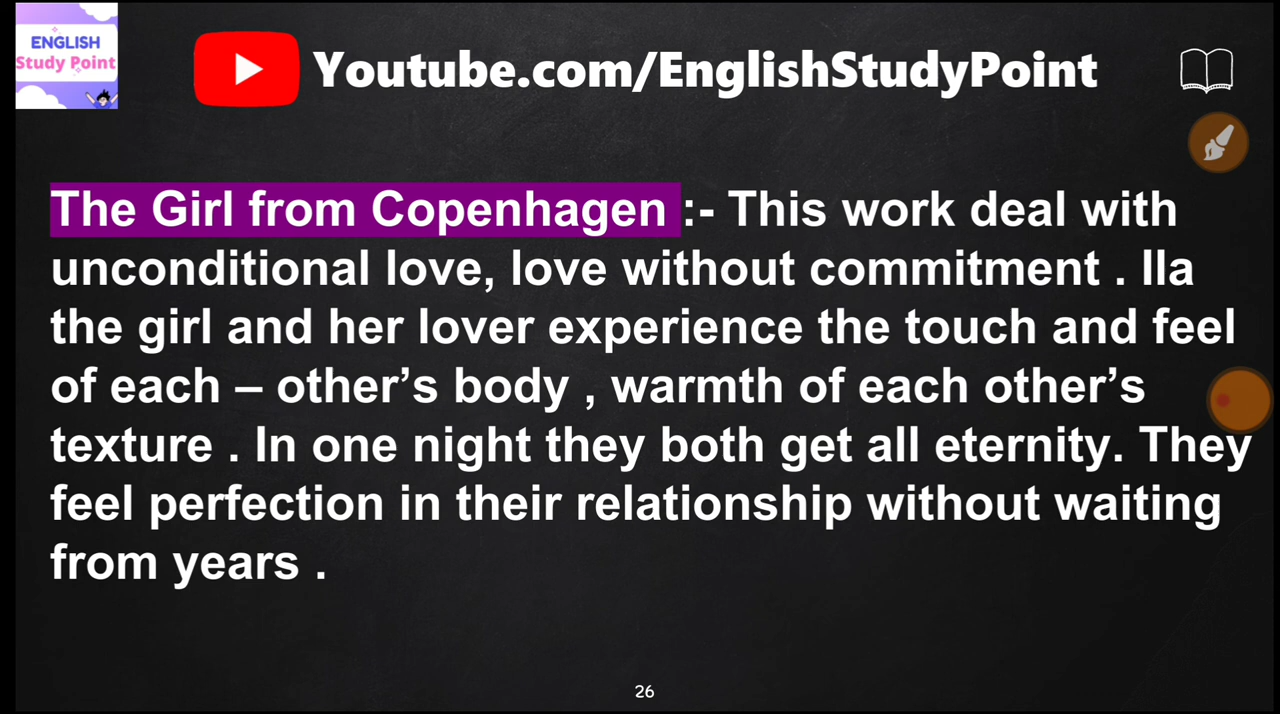 ENGLISH
Study Point
Youtube.com/EnglishStudyPoint
The Girl from Copenhagen :- This work deal with
unconditional love, love without commitment . Ila
the girl and her lover experience the touch and feel
of each – other’s body , warmth of each other’s
texture . In one night they both get all eternity. They
feel perfection in their relationship without waiting
from years .
26